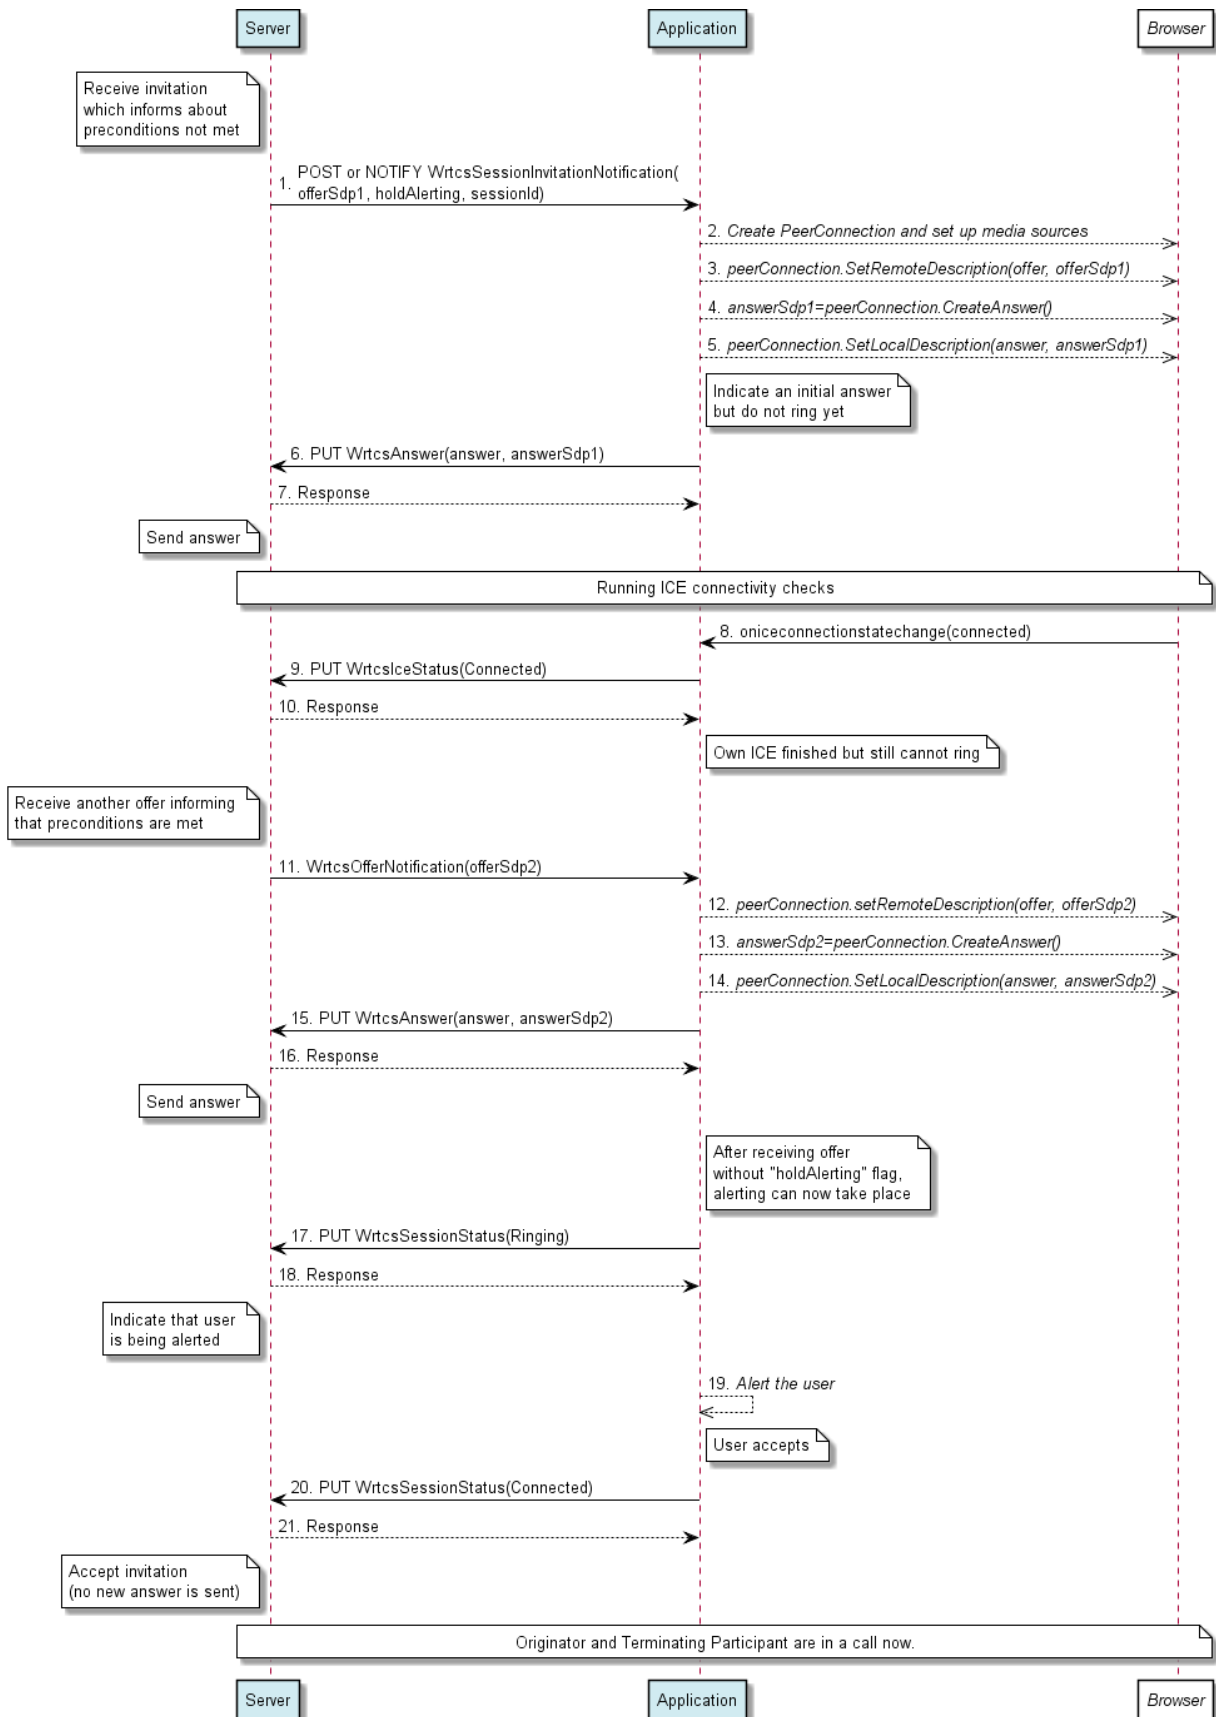 Server
Application
Browser
Receive invitation
which informs about
preconditions not met
1. POST or NOTIFY WrtcsSessionInvitationNotification(
offerSdp1, holdAlerting, sessionId)
2. Create PeerConnection and set up media sources
3. peerConnection.SetRemoteDescription(offer, offerSdp1)
4. answerSdp1=peerConnection.CreateAnswer()
5. peerConnection.SetLocalDescription(answer, answerSdp1)
Indicate an initial answer
but do not ring yet
6. PUT WrtcsAnswer(answer, answerSdp1)
7. Response
Send answer
Running ICE connectivity checks
8. oniceconnectionstatechange(connected)
9. PUT WrtcsIceStatus(Connected)
10. Response
Own ICE finished but still cannot ring
Receive another offer informing
that preconditions are met
11. WrtcsOfferNotification(offerSdp2)
12. peerConnection.setRemoteDescription(offer, offerSdp2)
13. answerSdp2=peerConnection.CreateAnswer()
14. peerConnection.SetLocalDescription(answer, answerSdp2)
15. PUT WrtcsAnswer(answer, answerSdp2)
16. Response
Send answer
After receiving offer
without "holdAlerting" flag,
alerting can now take place
17. PUT WrtcsSessionStatus(Ringing)
18. Response
Indicate that user
is being alerted
19. Alert the user
User accepts
20. PUT WrtcsSessionStatus(Connected)
21. Response
Accept invitation
(no new answer is sent)
Originator and Terminating Participant are in a call now.
Server
Application
Browser